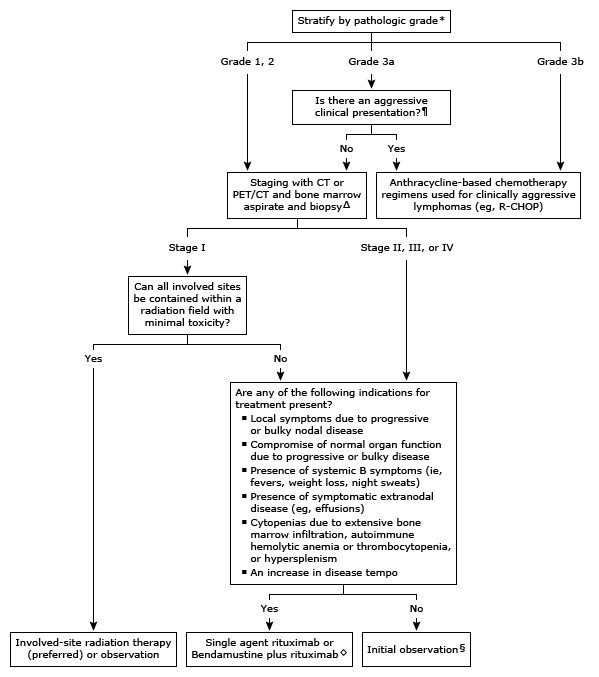 Stratify by pathologic grade*
Grade 1, 2
Grade 3a
Grade 3b
Is there an aggressive
clinical presentation?¶
No
Yes
Staging with CT or
PET/CT and bone marrow
aspirate and biopsyΔ
Anthracycline-based chemotherapy
regimens used for clinically aggressive
lymphomas (eg, R-CHOP)
Stage I
Stage II, III, or IV
Can all involved sites
be contained within a
radiation field with
minimal toxicity?
Yes
No
Are any of the following indications for
treatment present?
▪ Local symptoms due to progressive
or bulky nodal disease
▪ Compromise of normal organ function
due to progressive or bulky disease
▪ Presence of systemic B symptoms (ie,
fevers, weight loss, night sweats)
▪ Presence of symptomatic extranodal
disease (eg, effusions)
▪ Cytopenias due to extensive bone
marrow infiltration, autoimmune
hemolytic anemia or thrombocytopenia,
or hypersplenism
▪ An increase in disease tempo
Yes
No
Involved-site radiation therapy
(preferred) or observation
Single agent rituximab or
Bendamustine plus rituximab◇
Initial observation§